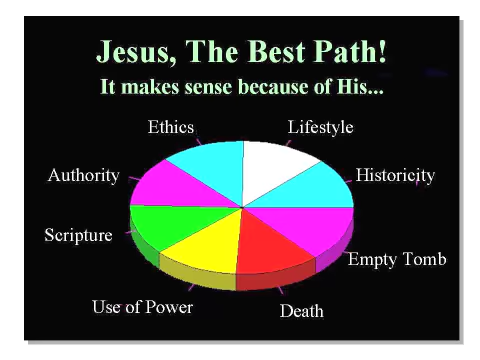 Jesus, The Best Path!
It makes sense because of His...
Ethics
Lifestyle
Authority
Historicity
Scripture
Empty Tomb
Use of Power
Death